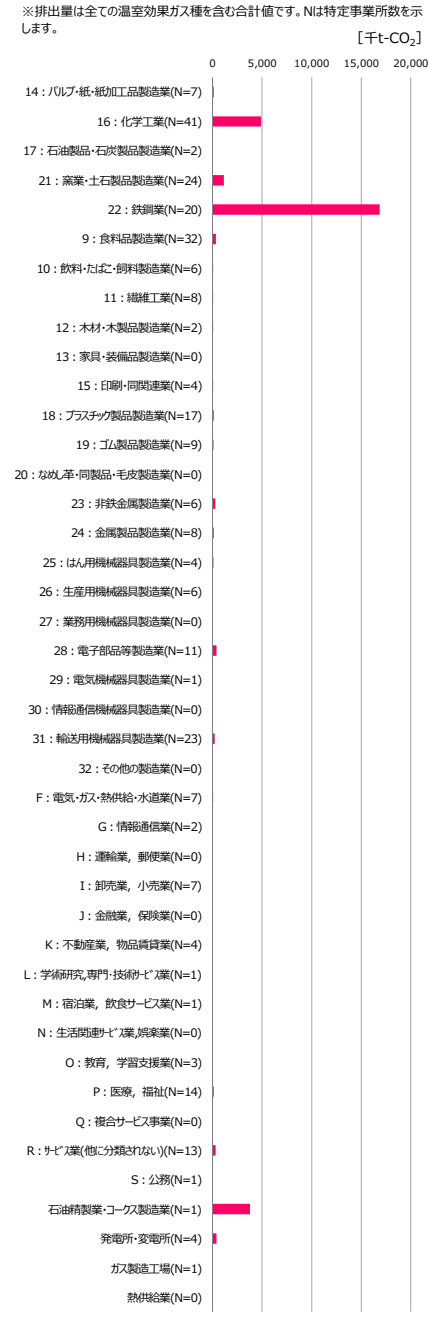 ※排出量は全ての温室効果ガス種を含む合計値です。Nは特定事業所数を示
します。
[千t-CO₂]
0 5,000 10,000 15,000 20,000
14：パルプ・紙・紙加工品製造業(N=7)
16：化学工業(N=41)
17：石油製品・石炭製品製造業(N=2)
21：窯業・土石製品製造業(N=24)
22：鉄鋼業(N=20)
9：食料品製造業(N=32)
10：飲料・たばこ・飼料製造業(N=6)
11：繊維工業(N=8)
12：木材・木製品製造業(N=2)
13：家具・装備品製造業(N=0)
15：印刷・同関連業(N=4)
18：プラスチック製品製造業(N=17)
19：ゴム製品製造業(N=9)
20：なめし革・同製品・毛皮製造業(N=0)
23：非鉄金属製造業(N=6)
24：金属製品製造業(N=8)
25：はん用機械器具製造業(N=4)
26：生産用機械器具製造業(N=6)
27：業務用機械器具製造業(N=0)
28：電子部品等製造業(N=11)
29：電気機械器具製造業(N=1)
30：情報通信機械器具製造業(N=0)
31：輸送用機械器具製造業(N=23)
32：その他の製造業(N=0)
F：電気・ガス・熱供給・水道業(N=7)
G：情報通信業(N=2)
H：運輸業，郵便業(N=0)
I：卸売業，小売業(N=7)
J：金融業，保険業(N=0)
K：不動産業，物品賃貸業(N=4)
L：学術研究,専門・技術ｻｰﾋﾞｽ業(N=1)
M：宿泊業，飲食サービス業(N=1)
N：生活関連ｻｰﾋﾞｽ業,娯楽業(N=0)
O：教育，学習支援業(N=3)
P：医療，福祉(N=14)
Q：複合サービス事業(N=0)
R：ｻｰﾋﾞｽ業(他に分類されない)(N=13)
S：公務(N=1)
石油精製業・コークス製造業(N=1)
発電所・変電所(N=4)
ガス製造工場(N=1)
熱供給業(N=0)